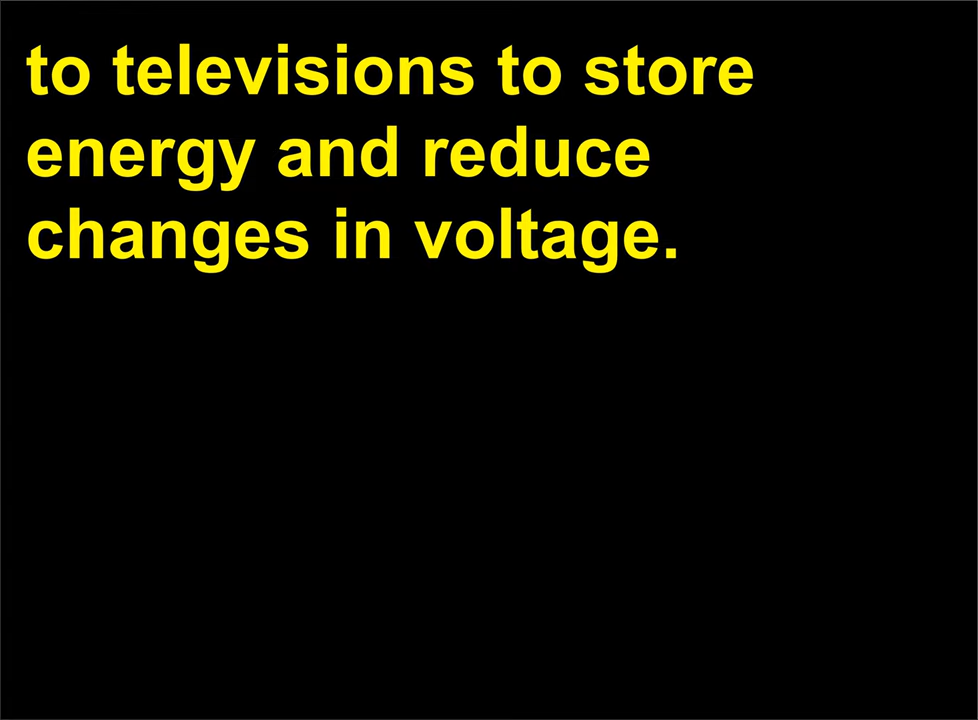 to televisions to store
energy and reduce
changes in voltage.